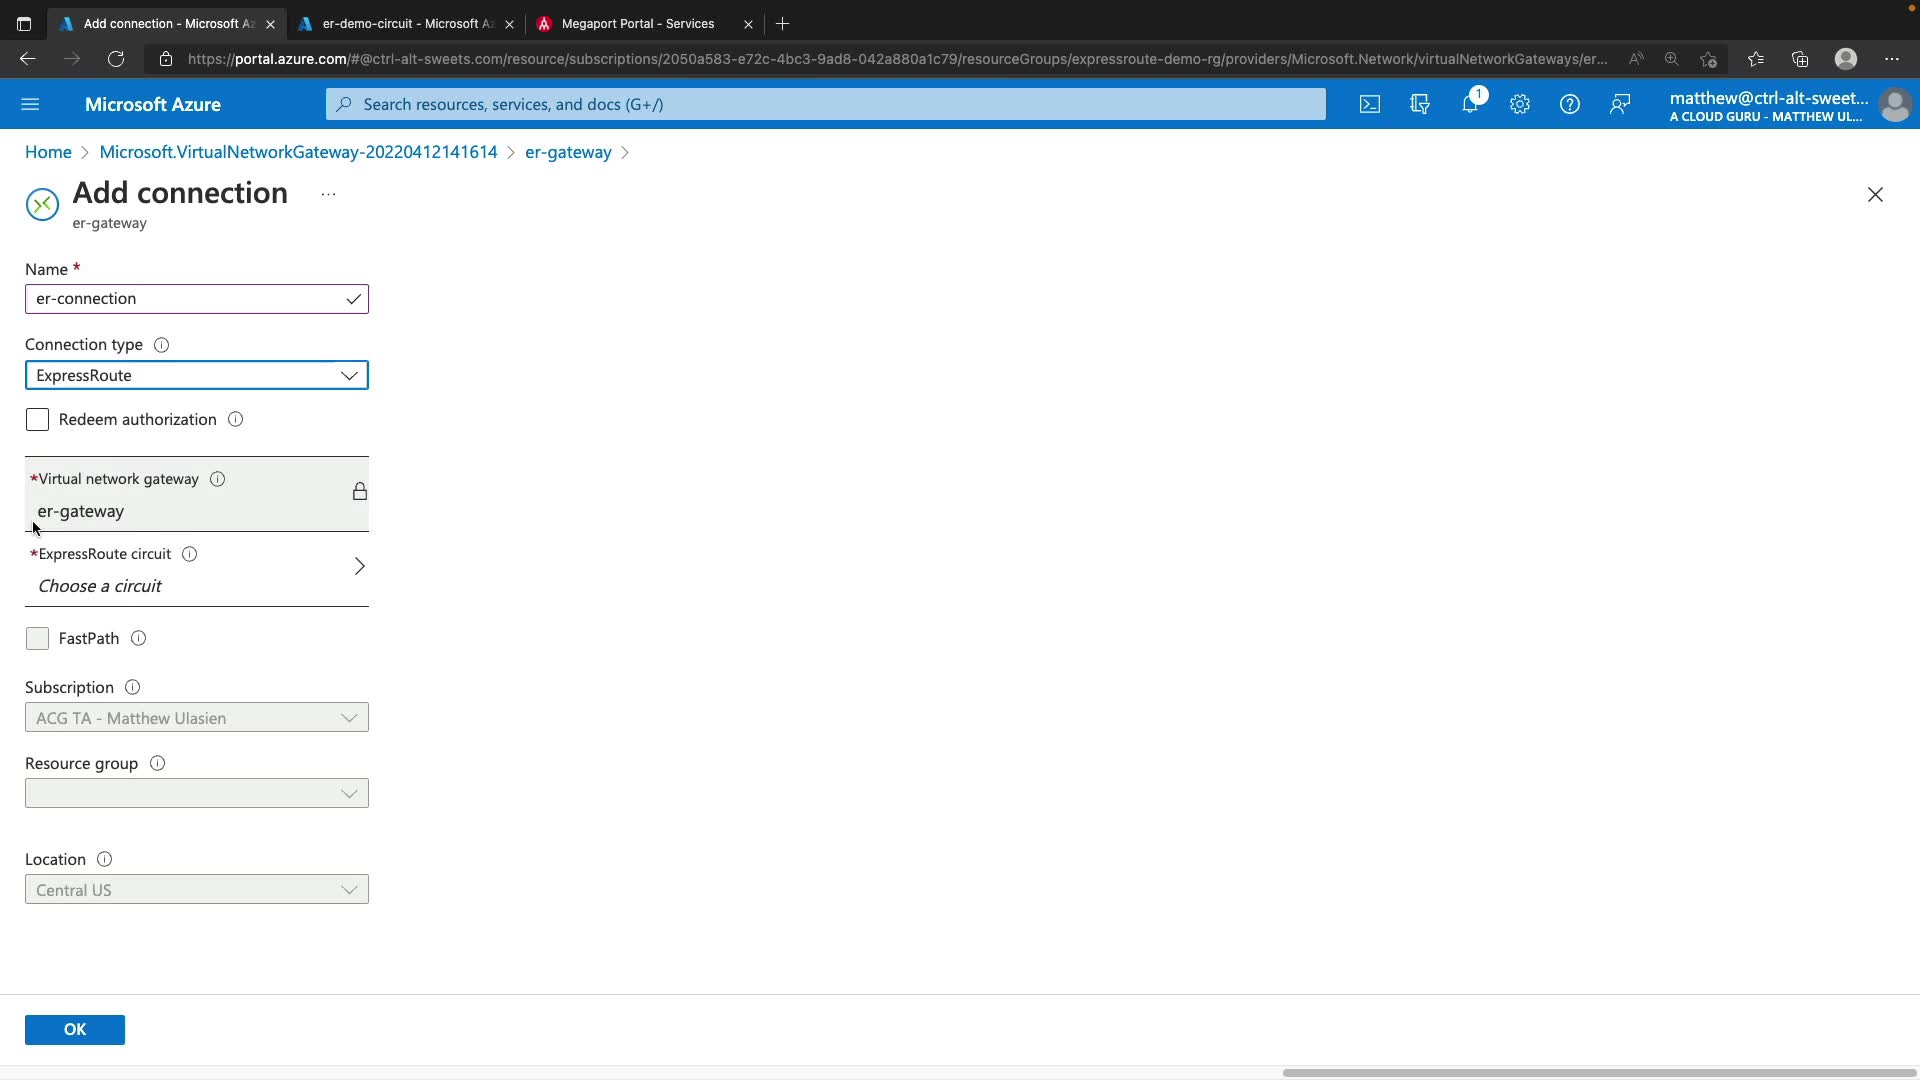 Add connection - Microsoft Az
er-demo-circuit - Microsoft Az
Megaport Portal - Services
https://portal.azure.com/#@ctrl-alt-sweets.com/resource/subscriptions/2050a583-e72c-4bc3-9ad8-042a880a1c79/resourceGroups/expressroute-demo-rg/providers/Microsoft.Network/virtualNetworkGateways/er...
Microsoft Azure
Search resources, services, and docs (G+/)
1
matthew@ctrl-alt-sweet...
A CLOUD GURU - MATTHEW UL...
Home > Microsoft.VirtualNetworkGateway-20220412141614 > er-gateway >
Add connection ...
er-gateway
Name *
er-connection
Connection type
ExpressRoute
Redeem authorization
*Virtual network gateway
er-gateway
*ExpressRoute circuit
Choose a circuit
FastPath
Subscription
ACG TA - Matthew Ulasien
Resource group
Location
Central US
OK